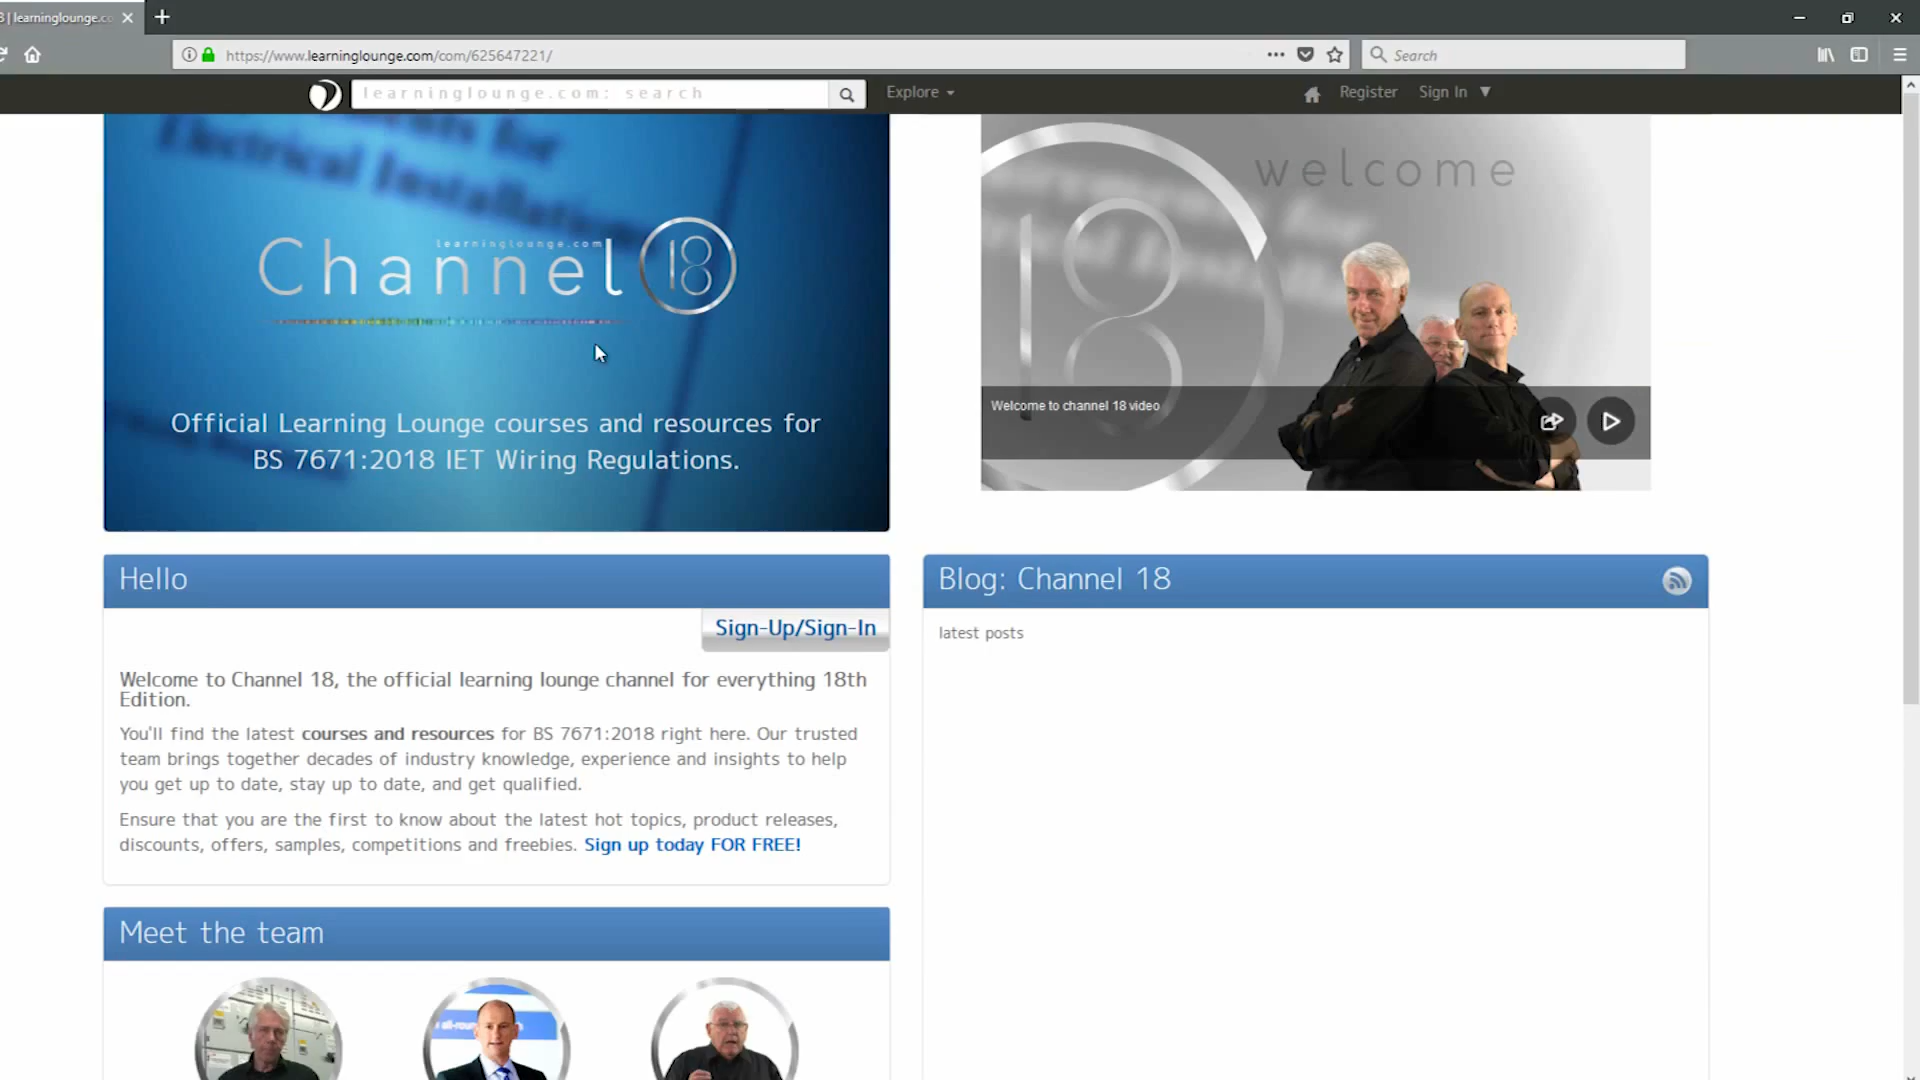 learninglounge.co
https://www.learninglounge.com/com/625647221/
Search
learninglounge.com: search
Explore
Register
Sign In
Electrical Installations
learninglounge.com
Channel 18
Official Learning Lounge courses and resources for
BS 7671:2018 IET Wiring Regulations.
welcome
18
Welcome to channel 18 video
Hello
Sign-Up/Sign-In
Welcome to Channel 18, the official learning lounge channel for everything 18th
Edition.
You'll find the latest courses and resources for BS 7671:2018 right here. Our trusted
team brings together decades of industry knowledge, experience and insights to help
you get up to date, stay up to date, and get qualified.
Ensure that you are the first to know about the latest hot topics, product releases,
discounts, offers, samples, competitions and freebies. Sign up today FOR FREE!
Blog: Channel 18
latest posts
Meet the team